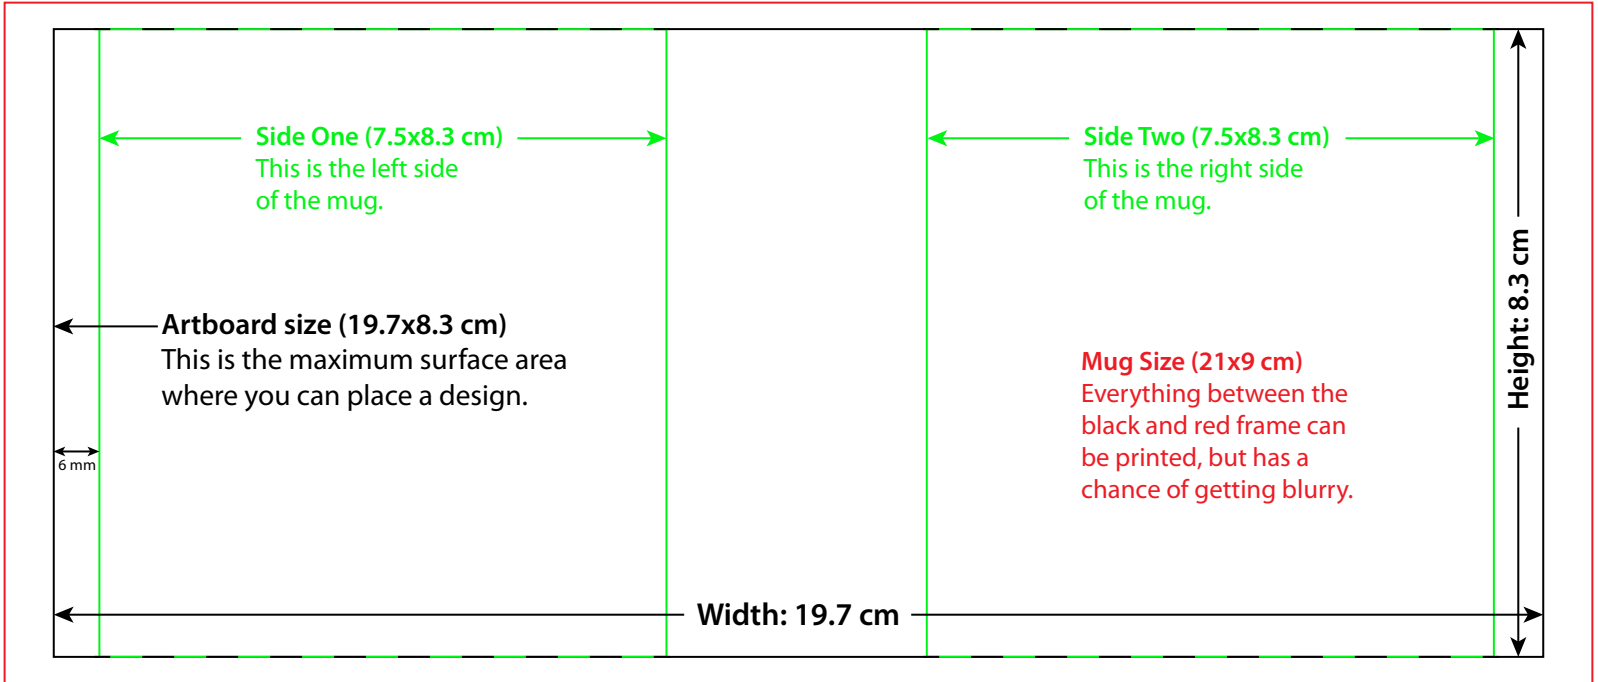 Side One (7.5x8.3 cm)
This is the left side
of the mug.
Side Two (7.5x8.3 cm)
This is the right side
of the mug.
Artboard size (19.7x8.3 cm)
This is the maximum surface area
where you can place a design.
Mug Size (21x9 cm)
Everything between the
black and red frame can
be printed, but has a
chance of getting blurry.
Height: 8.3 cm
6 mm
Width: 19.7 cm